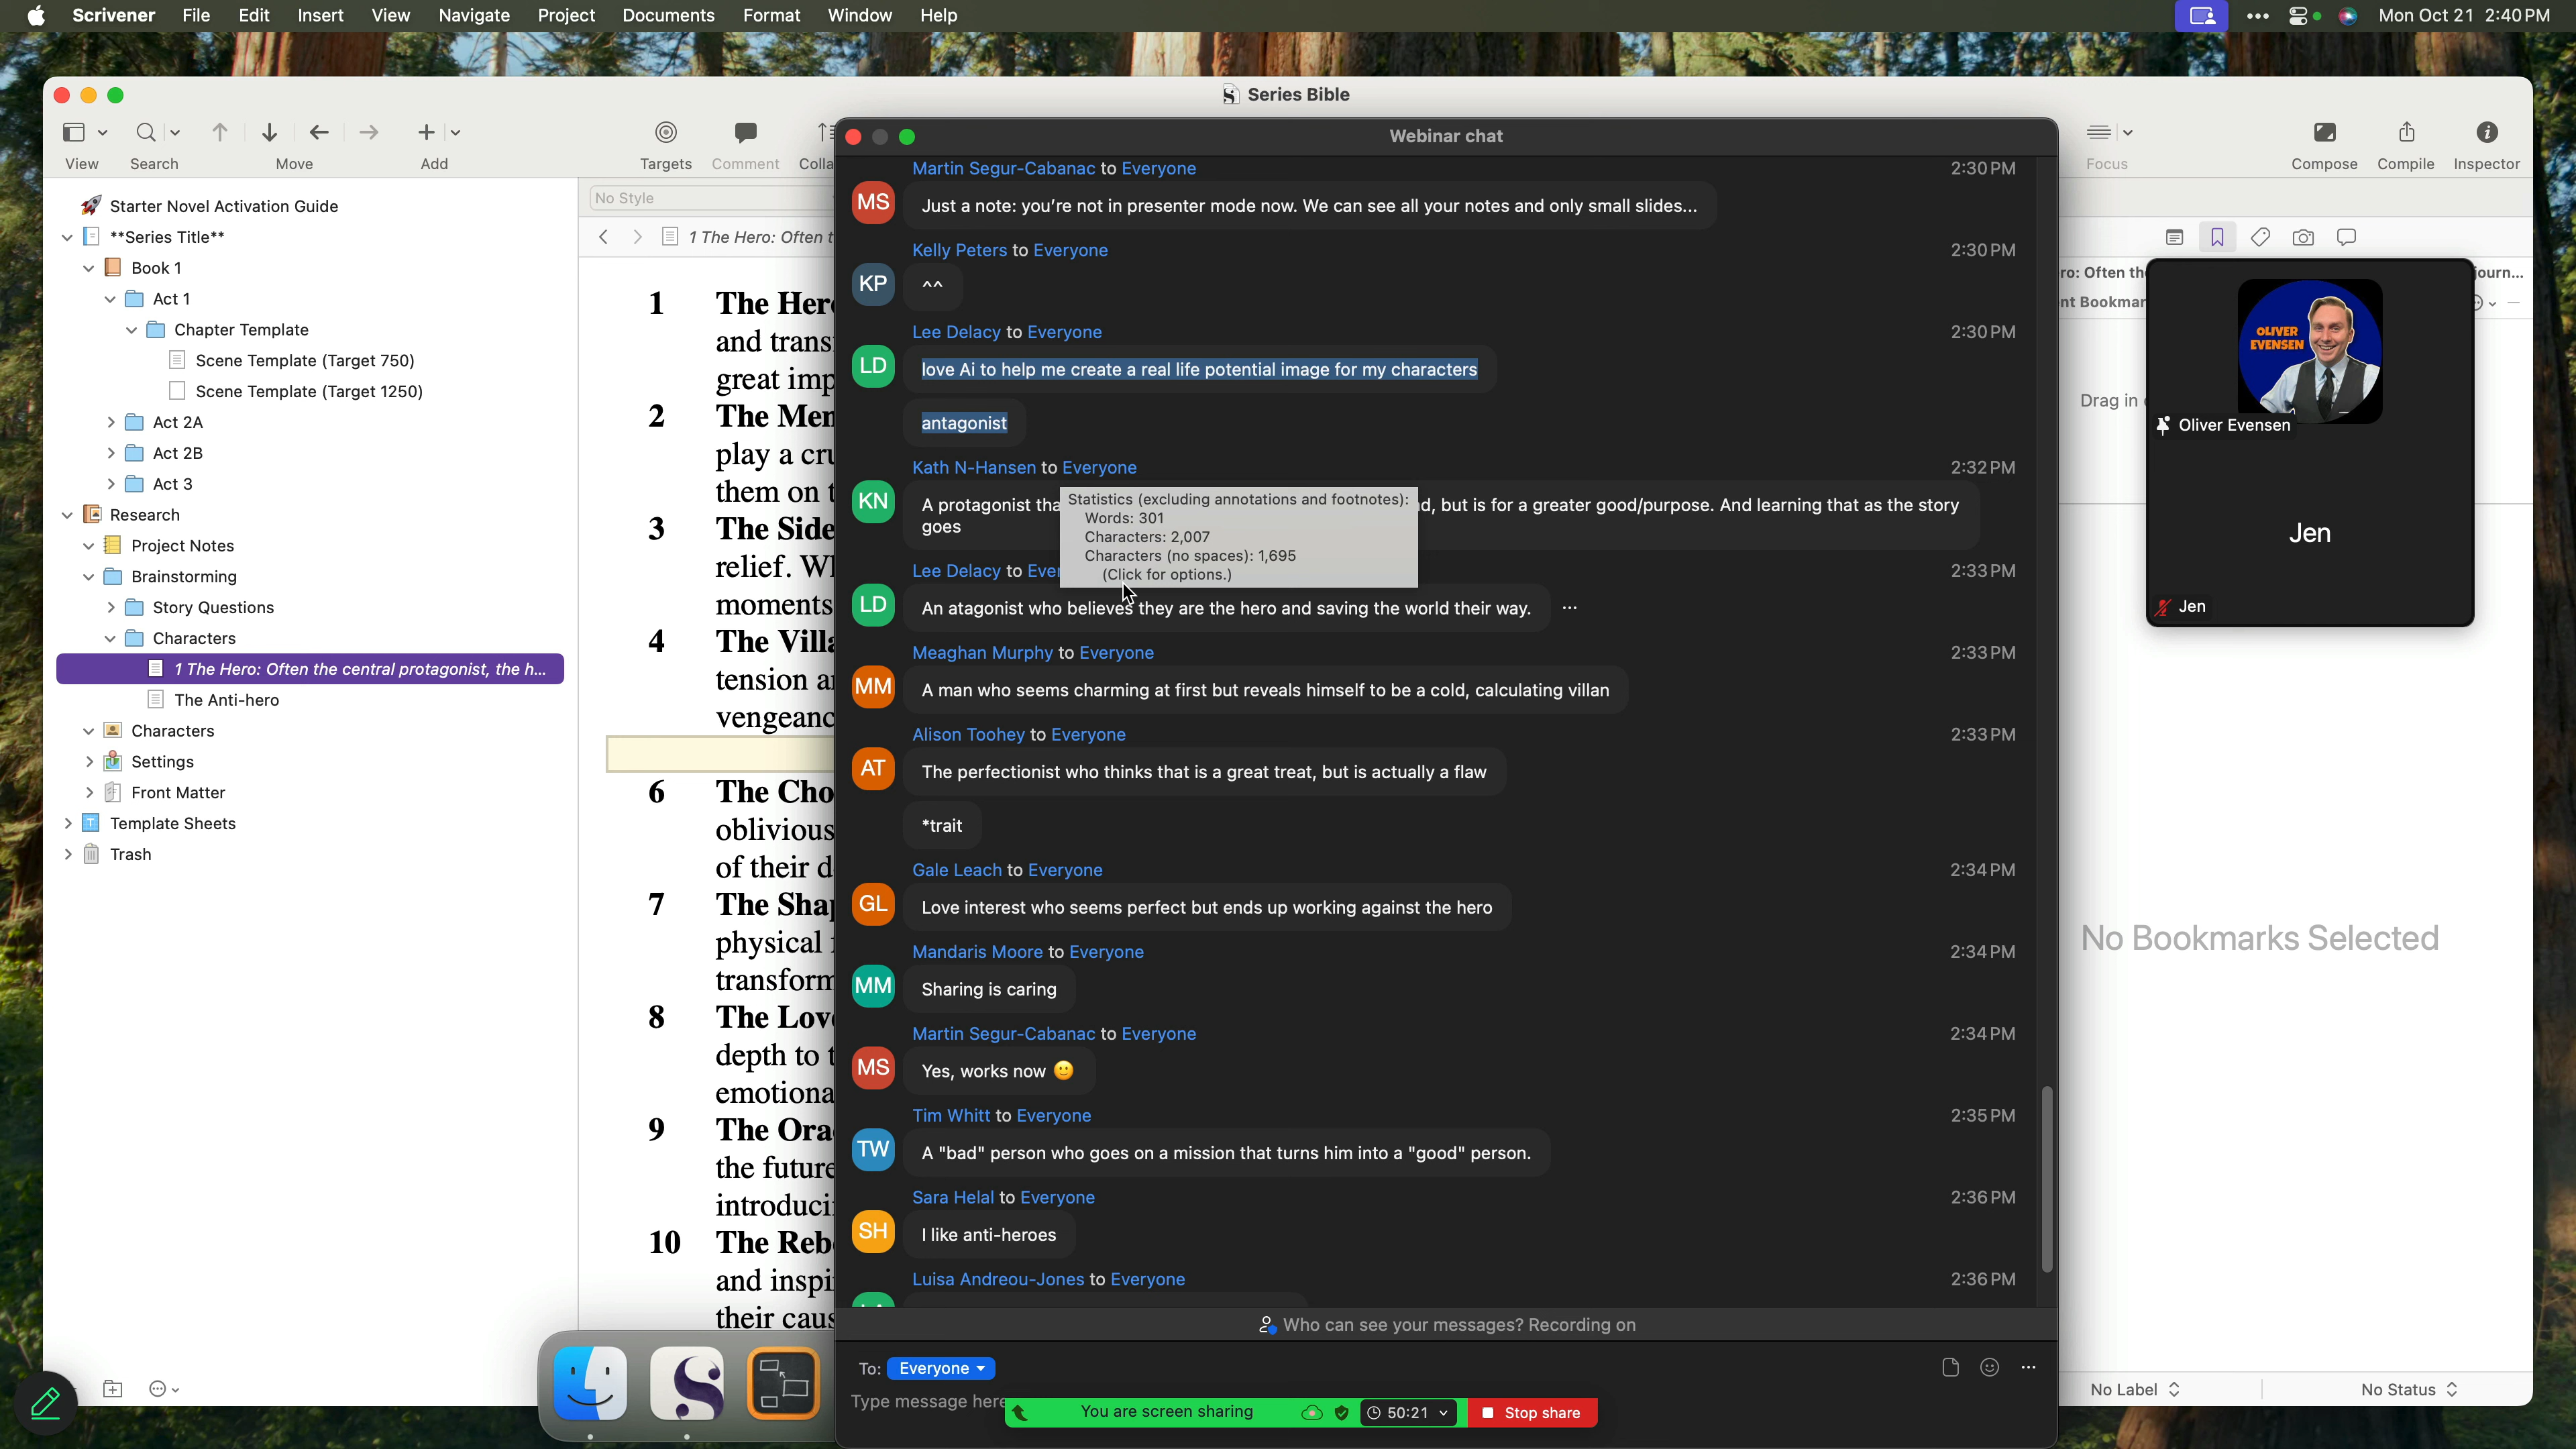 Scrivener File Edit Insert View Navigate Project Documents Format Window Help
Mon Oct 21 2:40 PM
Series Bible
View Search Move Add
Targets Comment Colla
Focus Compose Compile Inspector
Starter Novel Activation Guide
**Series Title**
Book 1
Act 1
Chapter Template
Scene Template (Target 750)
Scene Template (Target 1250)
Act 2A
Act 2B
Act 3
Research
Project Notes
Brainstorming
Story Questions
Characters
1 The Hero: Often the central protagonist, the h...
The Anti-hero
Characters
Settings
Front Matter
Template Sheets
Trash
No Style
1 The Hero: Often t
1 The Her
and trans
great imp
2 The Men
play a cru
them on t
3 The Side
relief. Wh
moments
4 The Villa
tension a
vengeanc
6 The Cho
oblivious
of their d
7 The Sha
physical
transform
8 The Lov
depth to t
emotiona
9 The Ora
the future
introduci
10 The Reb
and inspi
their caus
Webinar chat
Martin Segur-Cabanac to Everyone 2:30 PM
MS Just a note: you're not in presenter mode now. We can see all your notes and only small slides...
Kelly Peters to Everyone 2:30 PM
KP ^^
Lee Delacy to Everyone 2:30 PM
LD love Ai to help me create a real life potential image for my characters
antagonist
Kath N-Hansen to Everyone 2:32 PM
KN A protagonist tha d, but is for a greater good/purpose. And learning that as the story
goes
Statistics (excluding annotations and footnotes):
Words: 301
Characters: 2,007
Characters (no spaces): 1,695
(Click for options.)
Lee Delacy to Ever 2:33 PM
LD An atagonist who believes they are the hero and saving the world their way. ...
Meaghan Murphy to Everyone 2:33 PM
MM A man who seems charming at first but reveals himself to be a cold, calculating villan
Alison Toohey to Everyone 2:33 PM
AT The perfectionist who thinks that is a great treat, but is actually a flaw
*trait
Gale Leach to Everyone 2:34 PM
GL Love interest who seems perfect but ends up working against the hero
Mandaris Moore to Everyone 2:34 PM
MM Sharing is caring
Martin Segur-Cabanac to Everyone 2:34 PM
MS Yes, works now 🙂
Tim Whitt to Everyone 2:35 PM
TW A "bad" person who goes on a mission that turns him into a "good" person.
Sara Helal to Everyone 2:36 PM
SH I like anti-heroes
Luisa Andreou-Jones to Everyone 2:36 PM
Who can see your messages? Recording on
To: Everyone
Type message here
You are screen sharing 50:21 Stop share
ro: Often th journ...
nt Bookmar
Drag in
OLIVER
EVENSEN
Oliver Evensen
Jen
Jen
No Bookmarks Selected
No Label No Status